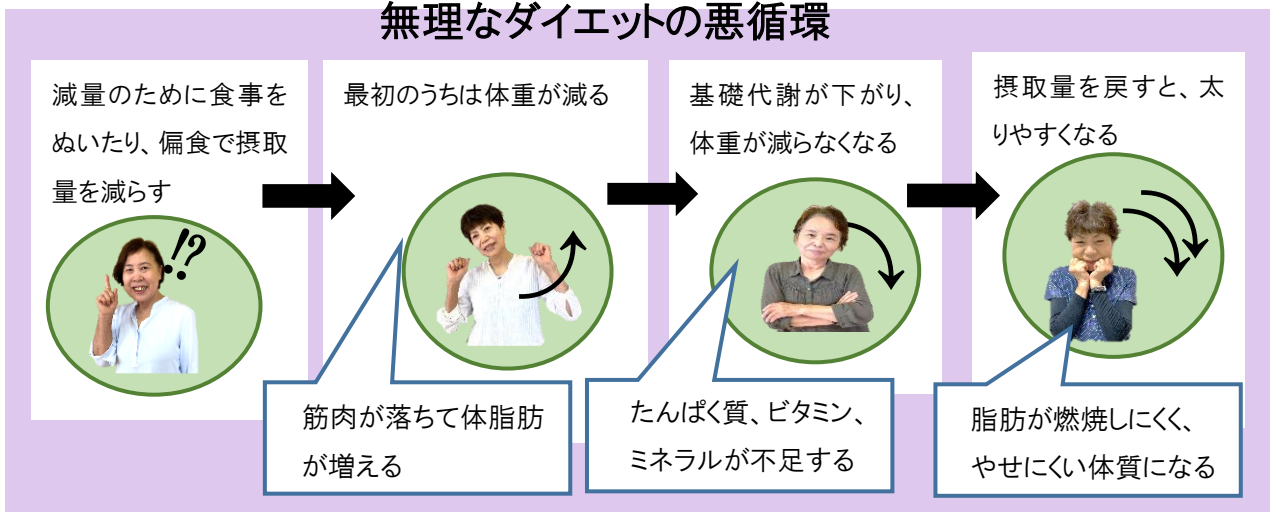 無理なダイエットの悪循環
減量のために食事を
ぬいたり、偏食で摂取
量を減らす
!?
最初のうちは体重が減る
筋肉が落ちて体脂肪
が増える
基礎代謝が下がり、
体重が減らなくなる
たんぱく質、ビタミン、
ミネラルが不足する
摂取量を戻すと、太
りやすくなる
脂肪が燃焼しにくく、
やせにくい体質になる